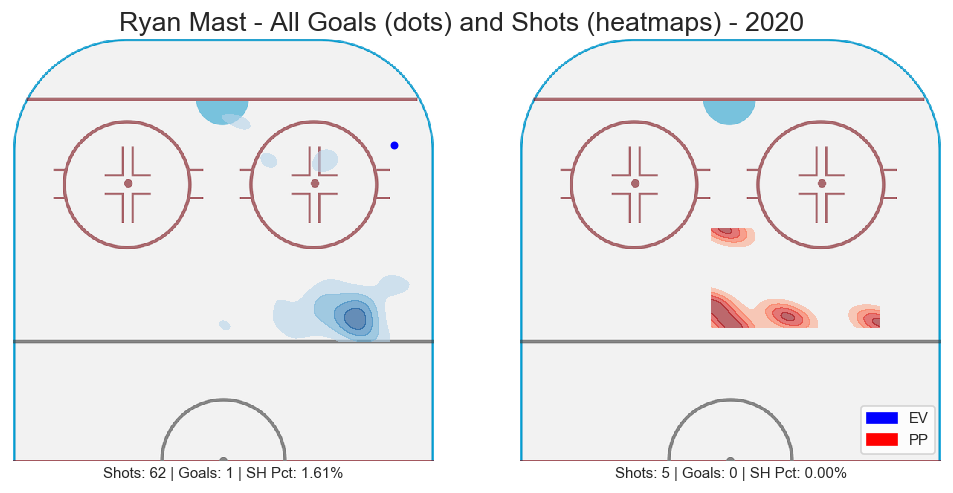 Ryan Mast - All Goals (dots) and Shots (heatmaps) - 2020
EV
PP
Shots: 62 | Goals: 1 | SH Pct: 1.61%
Shots: 5 | Goals: 0 | SH Pct: 0.00%